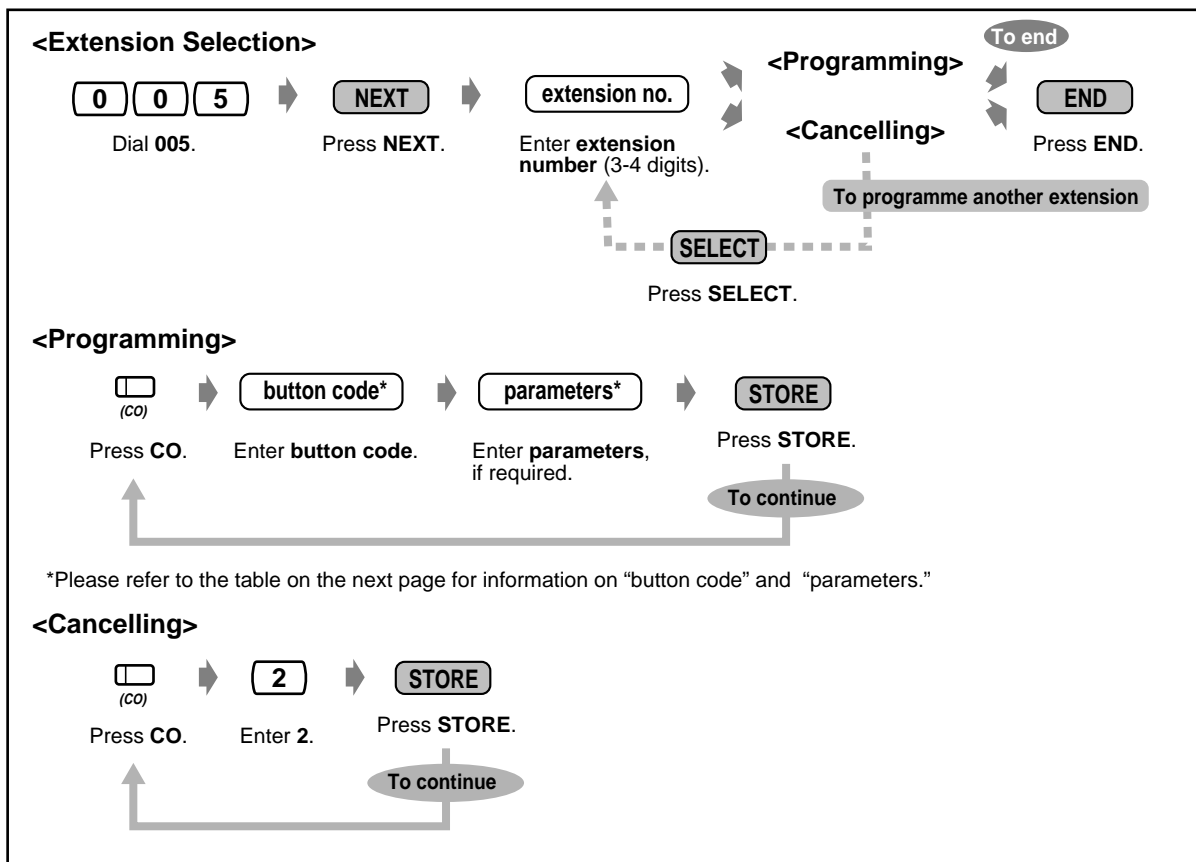 <Extension Selection>
To end
<Programming>
0 0 5
NEXT
extension no.
END
<Cancelling>
Dial 005.
Press NEXT.
Enter extension
number (3-4 digits).
Press END.
To programme another extension
SELECT
Press SELECT.
<Programming>
(CO)
button code*
parameters*
STORE
Press CO.
Enter button code.
Enter parameters,
if required.
Press STORE.
To continue
*Please refer to the table on the next page for information on “button code” and “parameters.”
<Cancelling>
(CO)
2
STORE
Press CO.
Enter 2.
Press STORE.
To continue